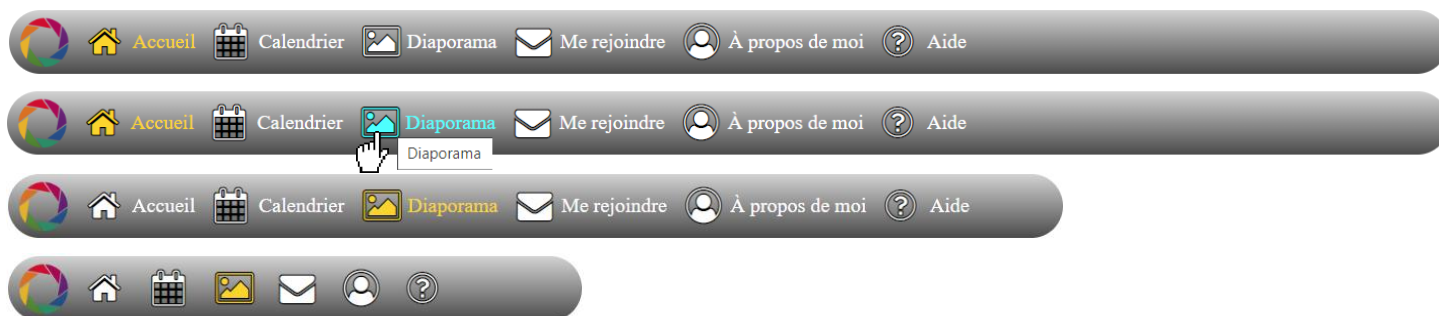 Accueil Calendrier Diaporama Me rejoindre À propos de moi Aide
Accueil Calendrier Diaporama Me rejoindre À propos de moi Aide
Diaporama
Accueil Calendrier Diaporama Me rejoindre À propos de moi Aide